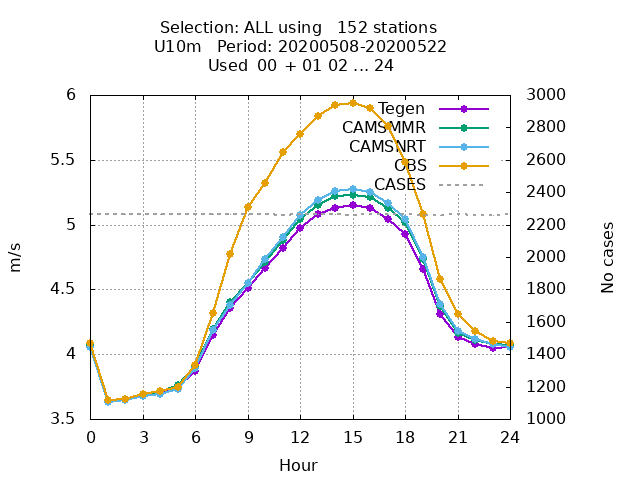 Selection: ALL using   152 stations
U10m   Period: 20200508-20200522
Used  00 + 01 02 ... 24
6 3000
Tegen
2800
CAMSMMR
CAMSNRT
5.5 2600
OBS
CASES
2400
5 2200
2000
4.5 1800
1600
4 1400
1200
3.5 1000
m/s
No cases
0 3 6 9 12 15 18 21 24
Hour